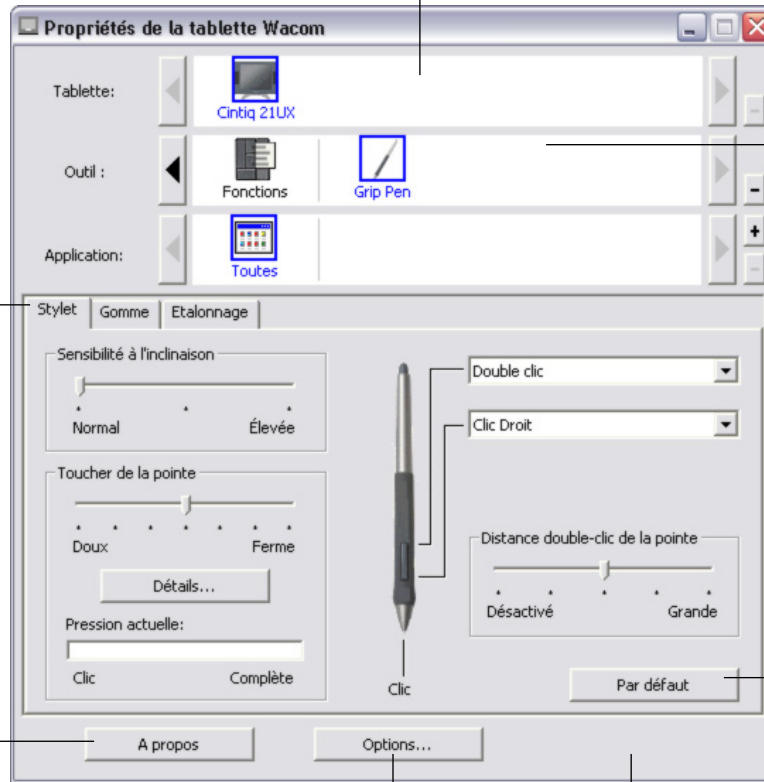 Propriétés de la tablette Wacom
Tablette:
Cintiq 21UX
Outil :
Fonctions
Grip Pen
Application:
Toutes
Stylet
Gomme
Etalonnage
Sensibilité à l'inclinaison
Normal
Élevée
Toucher de la pointe
Doux
Ferme
Détails...
Pression actuelle:
Clic
Complète
Double clic
Clic Droit
Clic
Distance double-clic de la pointe
Désactivé
Grande
Par défaut
A propos
Options...